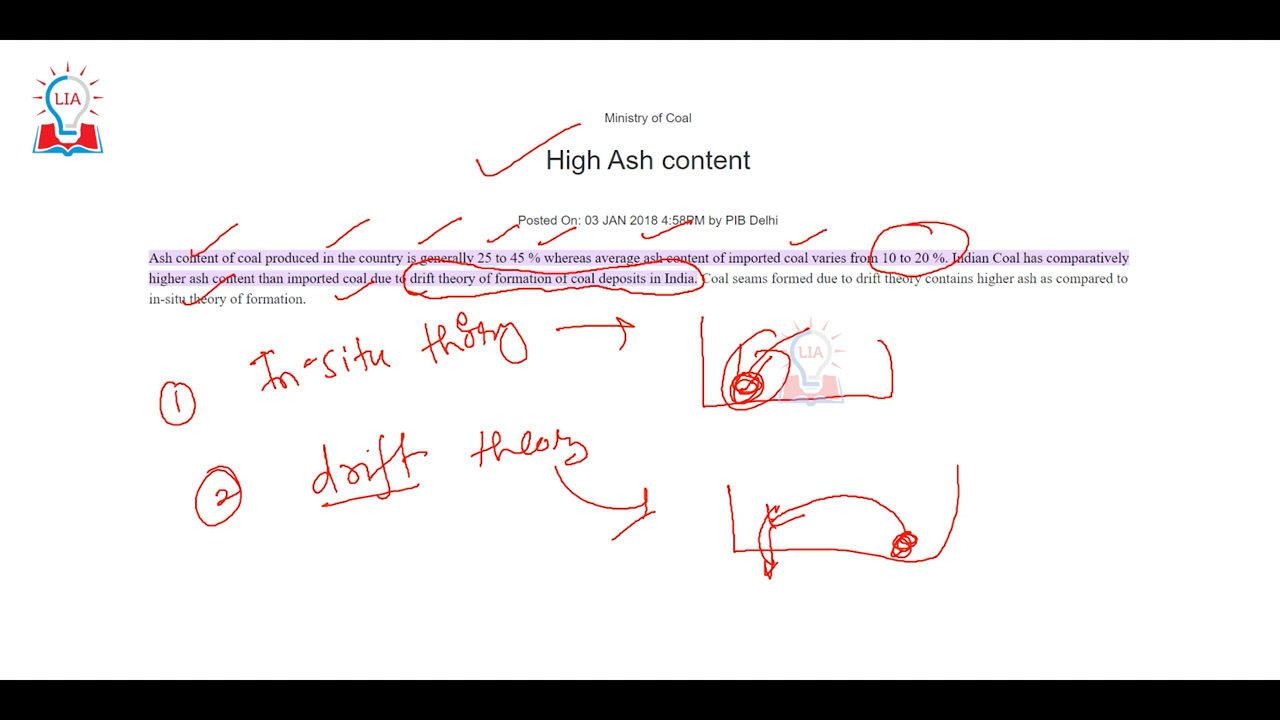 LIA
Ministry of Coal
High Ash content
Posted On: 03 JAN 2018 4:58PM by PIB Delhi
Ash content of coal produced in the country is generally 25 to 45 % whereas average ash content of imported coal varies from 10 to 20 %. Indian Coal has comparatively
higher ash content than imported coal due to drift theory of formation of coal deposits in India. Coal seams formed due to drift theory contains higher ash as compared to
in-situ theory of formation.
1 In-situ theory
LIA
2 drift theory